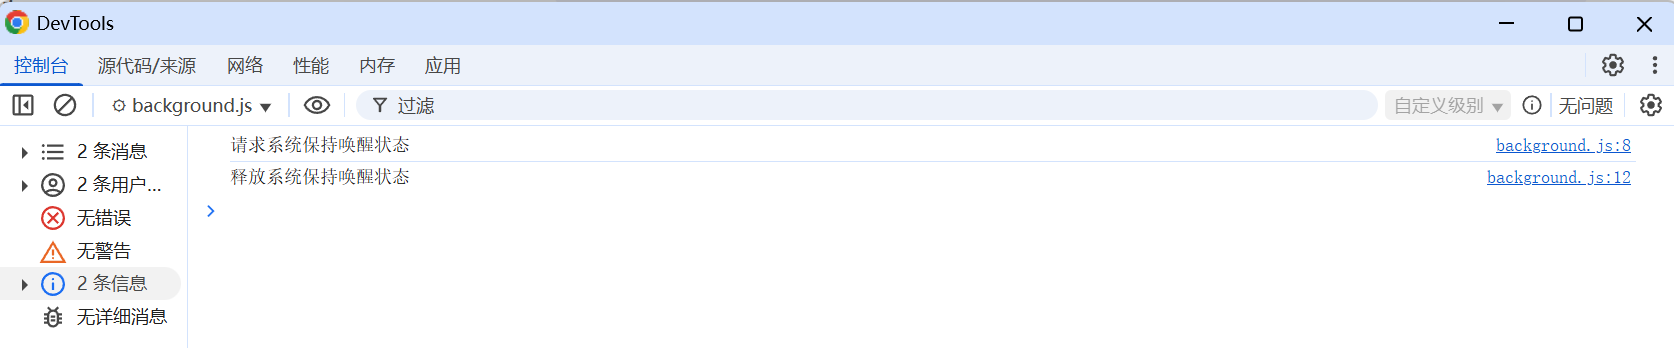 DevTools
控制台 源代码/来源 网络 性能 内存 应用
background.js 过滤 自定义级别 无问题
2 条消息
2 条用户...
无错误
无警告
2 条信息
无详细消息
请求系统保持唤醒状态 background.js:8
释放系统保持唤醒状态 background.js:12